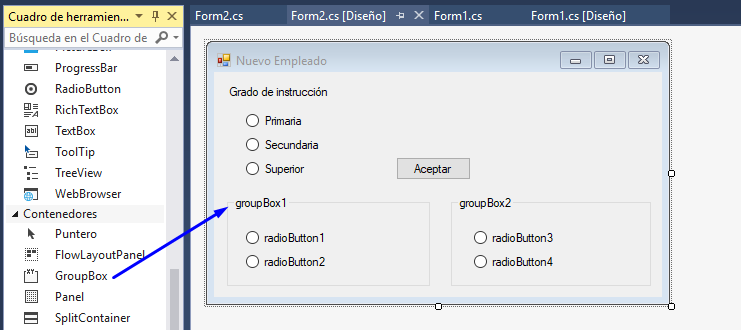 Cuadro de herramien...
Búsqueda en el Cuadro de
PictureBox
ProgressBar
RadioButton
RichTextBox
TextBox
ToolTip
TreeView
WebBrowser
Contenedores
Puntero
FlowLayoutPanel
GroupBox
Panel
SplitContainer
Form2.cs
Form2.cs [Diseño]
Form1.cs
Form1.cs [Diseño]
Nuevo Empleado
Grado de instrucción
Primaria
Secundaria
Superior
Aceptar
groupBox1
groupBox2
radioButton1
radioButton3
radioButton2
radioButton4